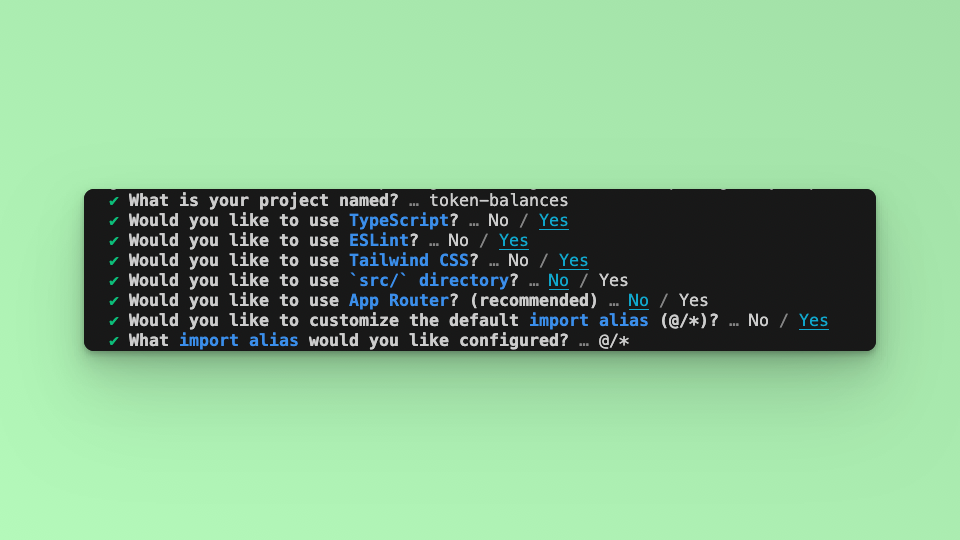 ✔ What is your project named? … token-balances
✔ Would you like to use TypeScript? … No / Yes
✔ Would you like to use ESLint? … No / Yes
✔ Would you like to use Tailwind CSS? … No / Yes
✔ Would you like to use `src/` directory? … No / Yes
✔ Would you like to use App Router? (recommended) … No / Yes
✔ Would you like to customize the default import alias (@/*)? … No / Yes
✔ What import alias would you like configured? … @/*